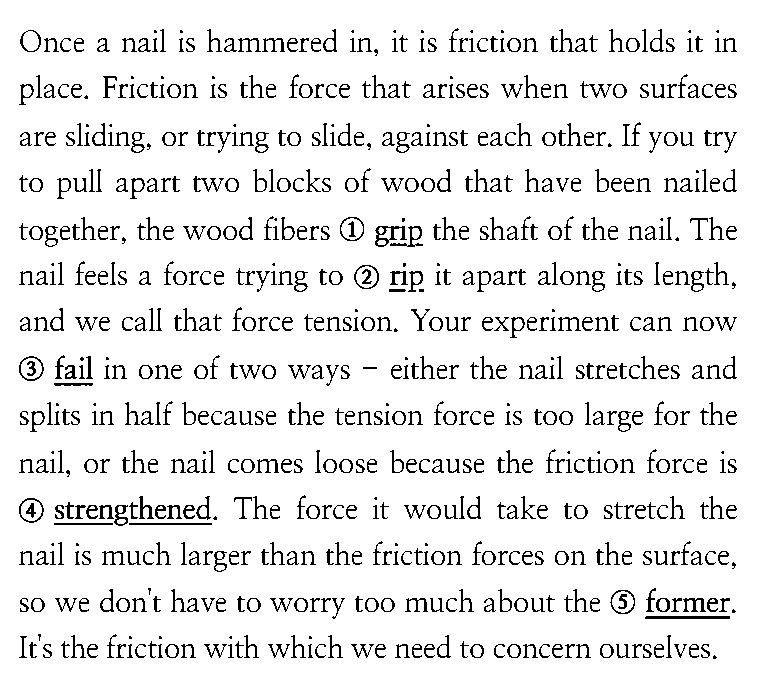 Once a nail is hammered in, it is friction that holds it in
place. Friction is the force that arises when two surfaces
are sliding, or trying to slide, against each other. If you try
to pull apart two blocks of wood that have been nailed
together, the wood fibers ① grip the shaft of the nail. The
nail feels a force trying to ② rip it apart along its length,
and we call that force tension. Your experiment can now
③ fail in one of two ways – either the nail stretches and
splits in half because the tension force is too large for the
nail, or the nail comes loose because the friction force is
④ strengthened. The force it would take to stretch the
nail is much larger than the friction forces on the surface,
so we don't have to worry too much about the ⑤ former.
It's the friction with which we need to concern ourselves.